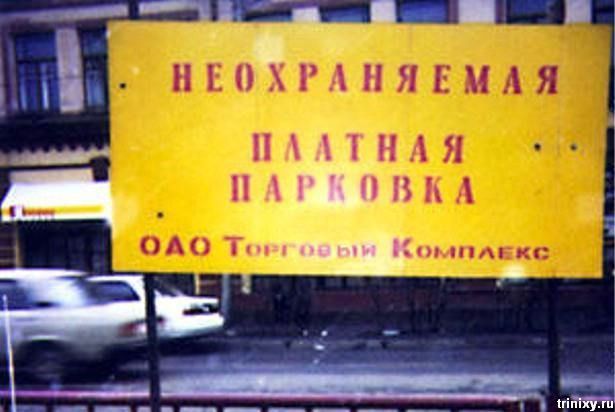 НЕОХРАНЯЕМАЯ
ПЛАТНАЯ
ПАРКОВКА
ОАО ТОРГОВЫЙ КОМПЛЕКС
trinixy.ru